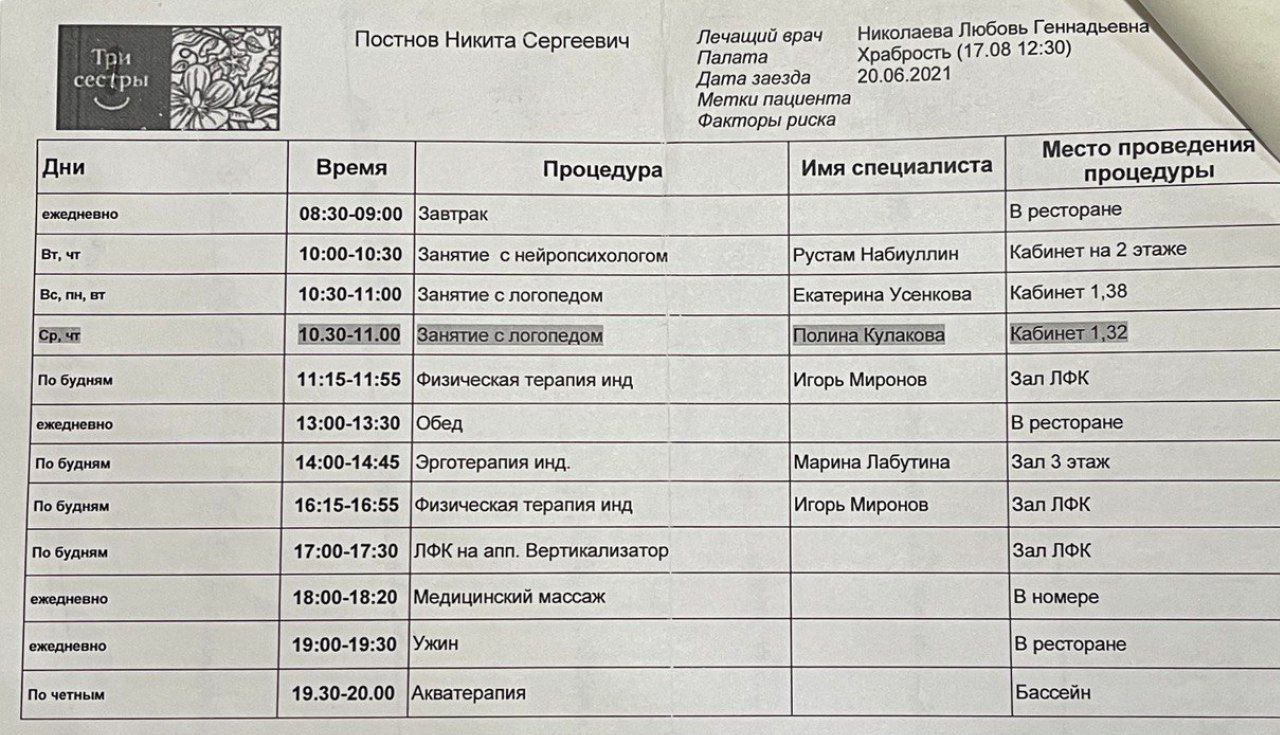 Три
сестры
Постнов Никита Сергеевич
Лечащий врач Николаева Любовь Геннадьевна
Палата Храбрость (17.08 12:30)
Дата заезда 20.06.2021
Метки пациента
Факторы риска
Дни Время Процедура Имя специалиста Место проведения
процедуры
ежедневно 08:30-09:00 Завтрак В ресторане
Вт, чт 10:00-10:30 Занятие с нейропсихологом Рустам Набиуллин Кабинет на 2 этаже
Вс, пн, вт 10:30-11:00 Занятие с логопедом Екатерина Усенкова Кабинет 1,38
Ср, чт 10.30-11.00 Занятие с логопедом Полина Кулакова Кабинет 1,32
По будням 11:15-11:55 Физическая терапия инд Игорь Миронов Зал ЛФК
ежедневно 13:00-13:30 Обед В ресторане
По будням 14:00-14:45 Эрготерапия инд. Марина Лабутина Зал 3 этаж
По будням 16:15-16:55 Физическая терапия инд Игорь Миронов Зал ЛФК
По будням 17:00-17:30 ЛФК на апп. Вертикализатор Зал ЛФК
ежедневно 18:00-18:20 Медицинский массаж В номере
ежедневно 19:00-19:30 Ужин В ресторане
По четным 19.30-20.00 Акватерапия Бассейн